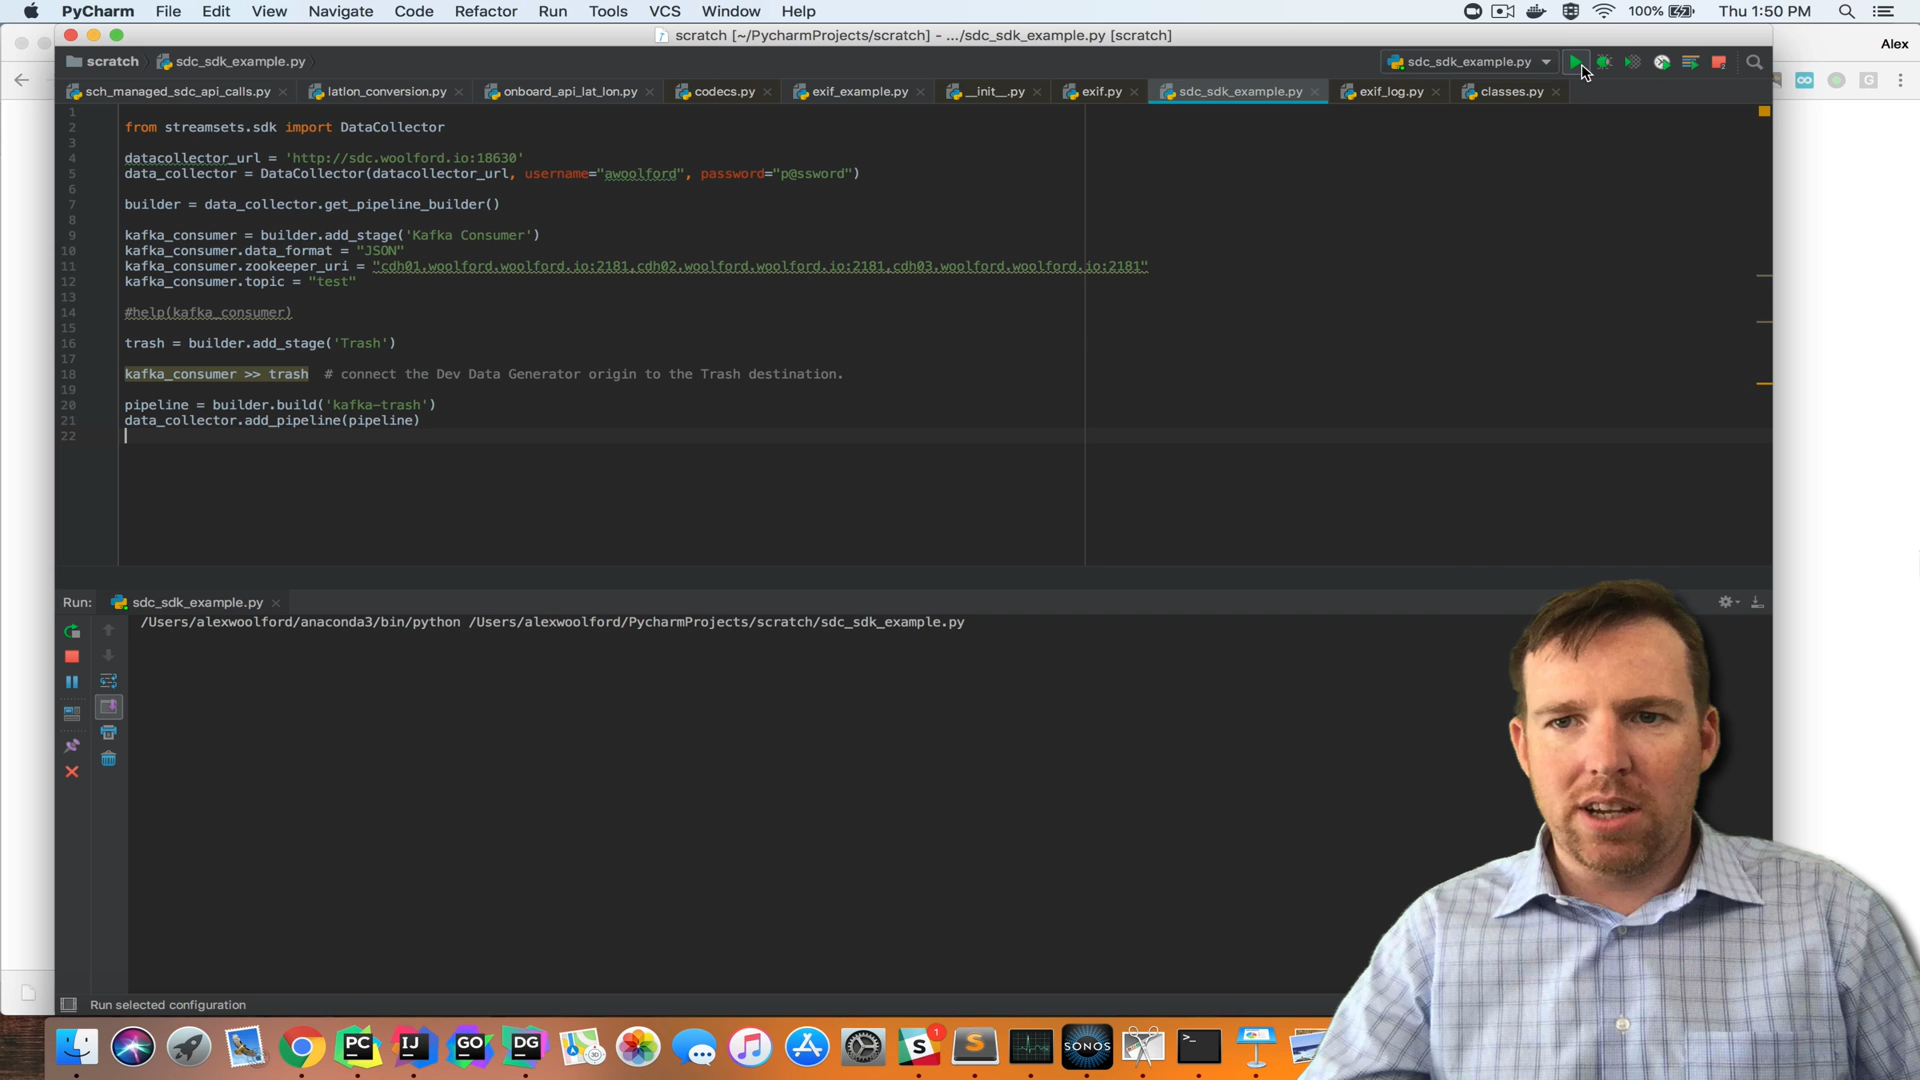 PyCharm File Edit View Navigate Code Refactor Run Tools VCS Window Help 100% Thu 1:50 PM
scratch [~/PycharmProjects/scratch] - .../sdc_sdk_example.py [scratch]
Alex
scratch sdc_sdk_example.py sdc_sdk_example.py
sch_managed_sdc_api_calls.py latlon_conversion.py onboard_api_lat_lon.py codecs.py exif_example.py __init__.py exif.py sdc_sdk_example.py exif_log.py classes.py
1
2 from streamsets.sdk import DataCollector
3
4 datacollector_url = 'http://sdc.woolford.io:18630'
5 data_collector = DataCollector(datacollector_url, username="awoolford", password="p@ssword")
6
7 builder = data_collector.get_pipeline_builder()
8
9 kafka_consumer = builder.add_stage('Kafka Consumer')
10 kafka_consumer.data_format = "JSON"
11 kafka_consumer.zookeeper_uri = "cdh01.woolford.woolford.io:2181,cdh02.woolford.woolford.io:2181,cdh03.woolford.woolford.io:2181"
12 kafka_consumer.topic = "test"
13
14 #help(kafka_consumer)
15
16 trash = builder.add_stage('Trash')
17
18 kafka_consumer >> trash # connect the Dev Data Generator origin to the Trash destination.
19
20 pipeline = builder.build('kafka-trash')
21 data_collector.add_pipeline(pipeline)
22
Run: sdc_sdk_example.py
/Users/alexwoolford/anaconda3/bin/python /Users/alexwoolford/PycharmProjects/scratch/sdc_sdk_example.py
Run selected configuration
PC IJ GO DG 30 S 1 S SONOS >_